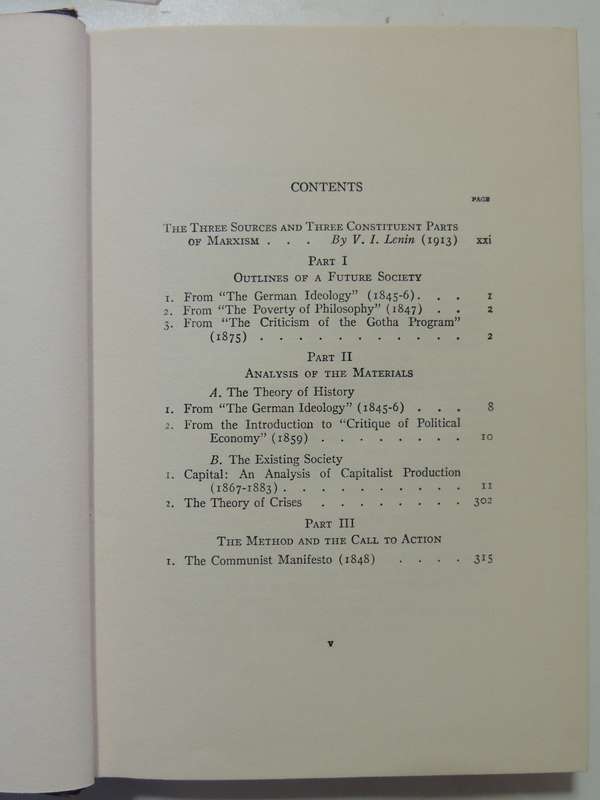 CONTENTS
PAGE
THE THREE SOURCES AND THREE CONSTITUENT PARTS
OF MARXISM . . . By V. I. Lenin (1913) xxi
PART I
OUTLINES OF A FUTURE SOCIETY
1. From "The German Ideology" (1845-6) . . . 1
2. From "The Poverty of Philosophy" (1847) . . 2
3. From "The Criticism of the Gotha Program"
(1875) . . . . . . . . . . . 2
PART II
ANALYSIS OF THE MATERIALS
A. The Theory of History
1. From "The German Ideology" (1845-6) . . . 8
2. From the Introduction to "Critique of Political
Economy" (1859) . . . . . . . . 10
B. The Existing Society
1. Capital: An Analysis of Capitalist Production
(1867-1883) . . . . . . . . . . 11
2. The Theory of Crises . . . . . . . . 302
PART III
THE METHOD AND THE CALL TO ACTION
1. The Communist Manifesto (1848) . . . . 315
v